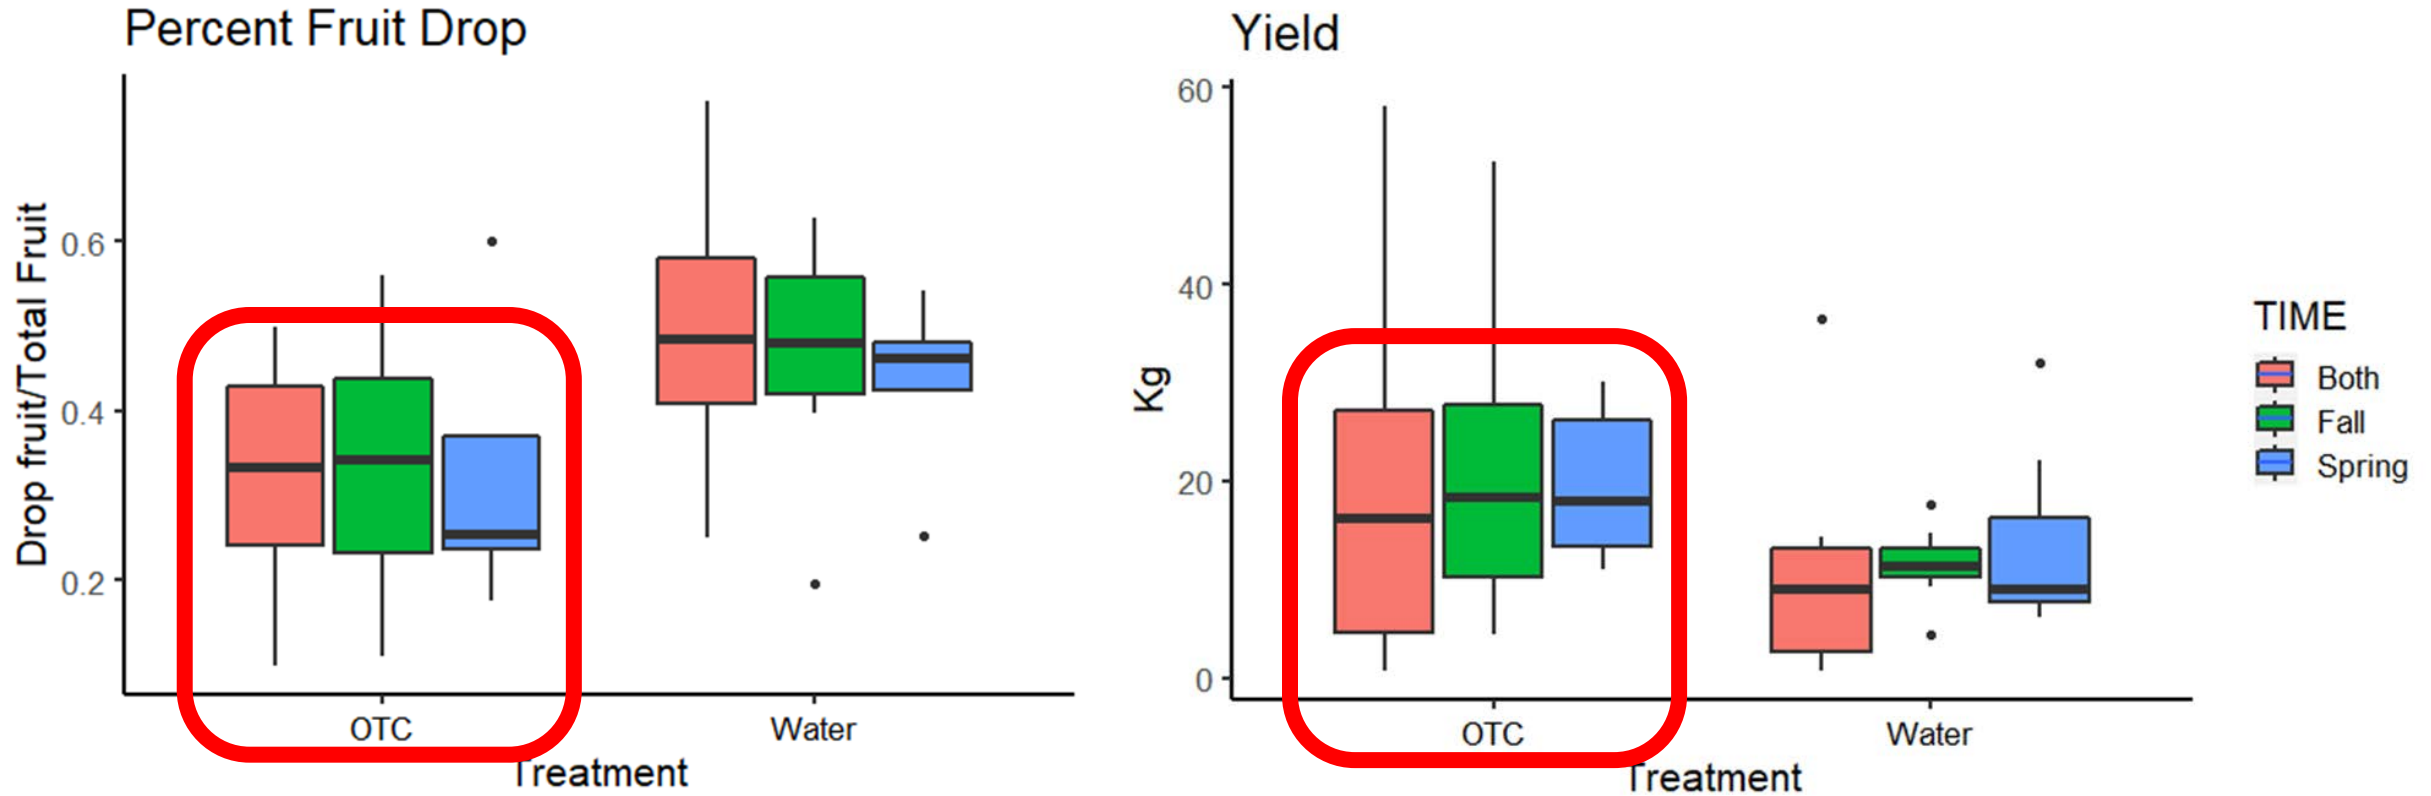 Percent Fruit Drop
Drop fruit/Total Fruit
0.6
0.4
0.2
OTC
Water
Treatment
Yield
Kg
60
40
20
0
OTC
Water
Treatment
TIME
Both
Fall
Spring